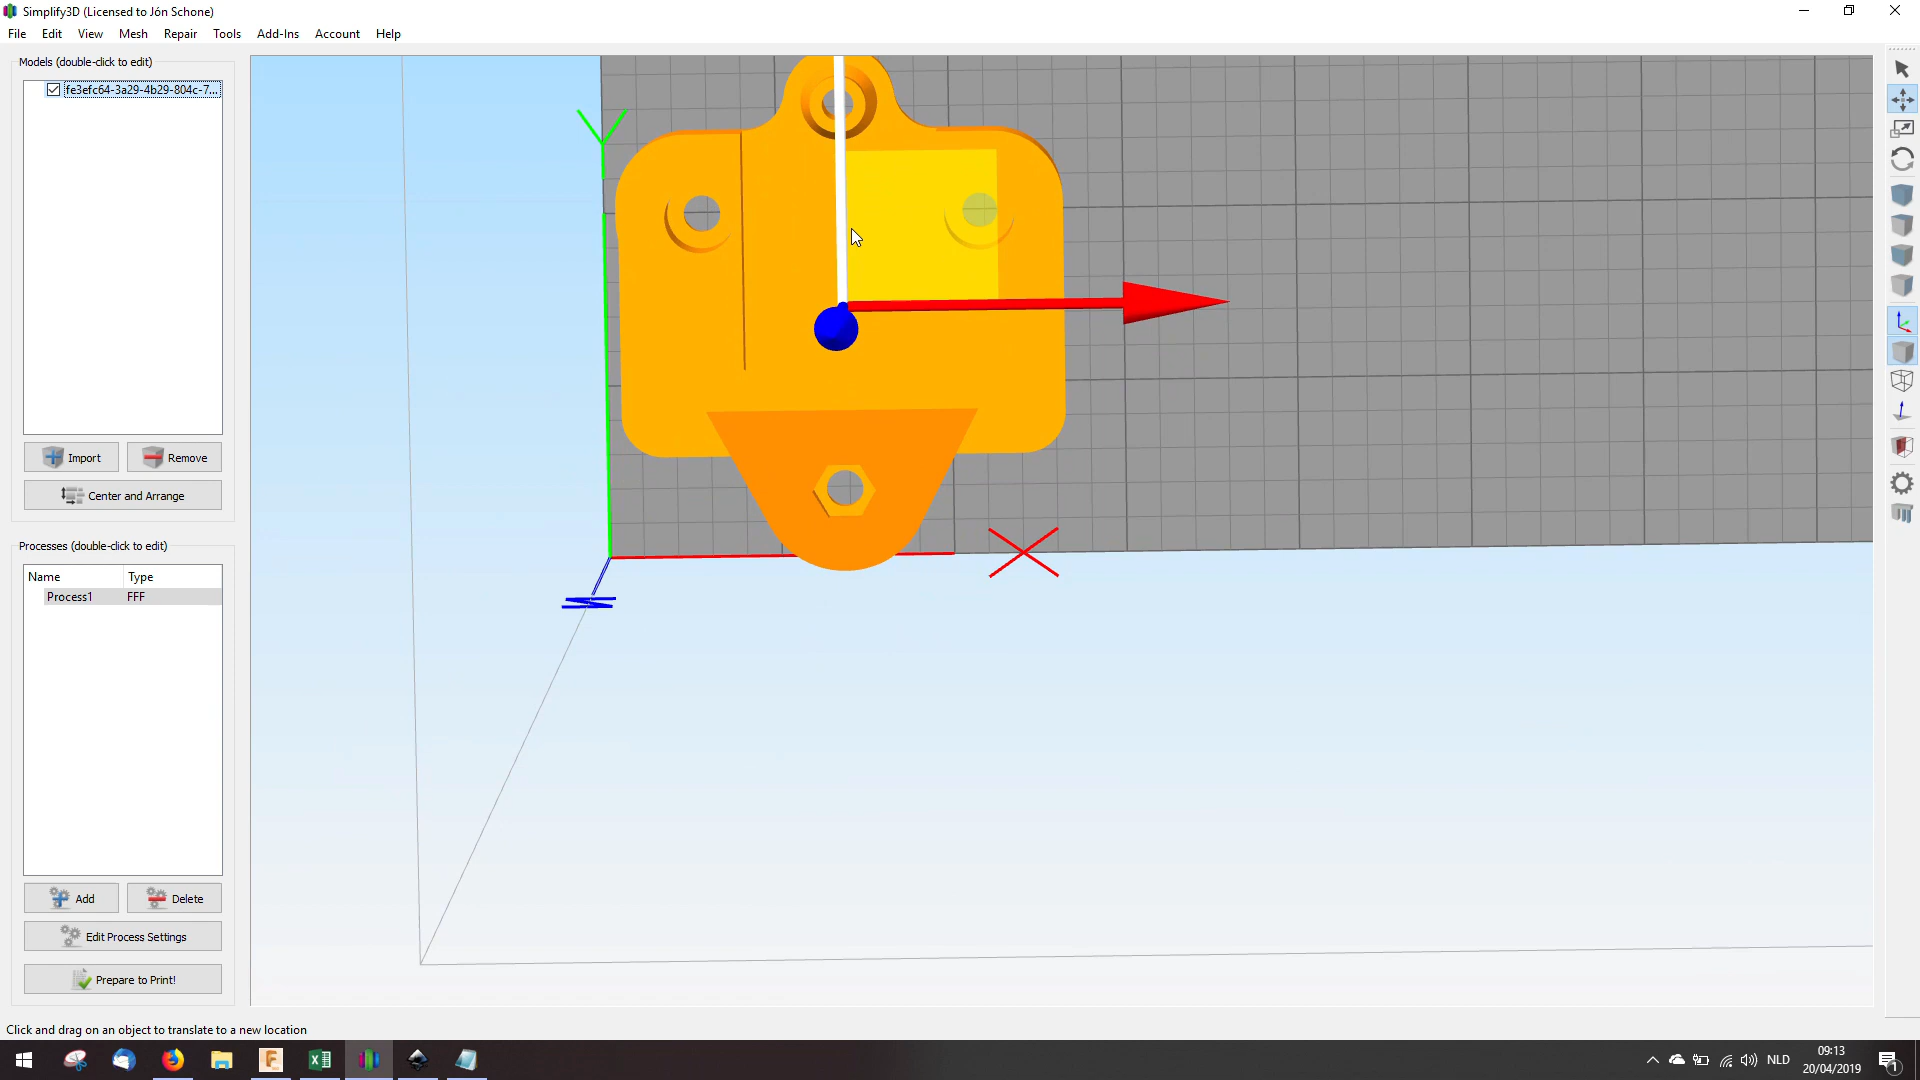 Simplify3D (Licensed to Jón Schone)
File Edit View Mesh Repair Tools Add-Ins Account Help
Models (double-click to edit)
fe3efc64-3a29-4b29-804c-7...
Import Remove
Center and Arrange
Processes (double-click to edit)
Name Type
Process1 FFF
Add Delete
Edit Process Settings
Prepare to Print!
Click and drag on an object to translate to a new location
NLD
09:13
20/04/2019
1